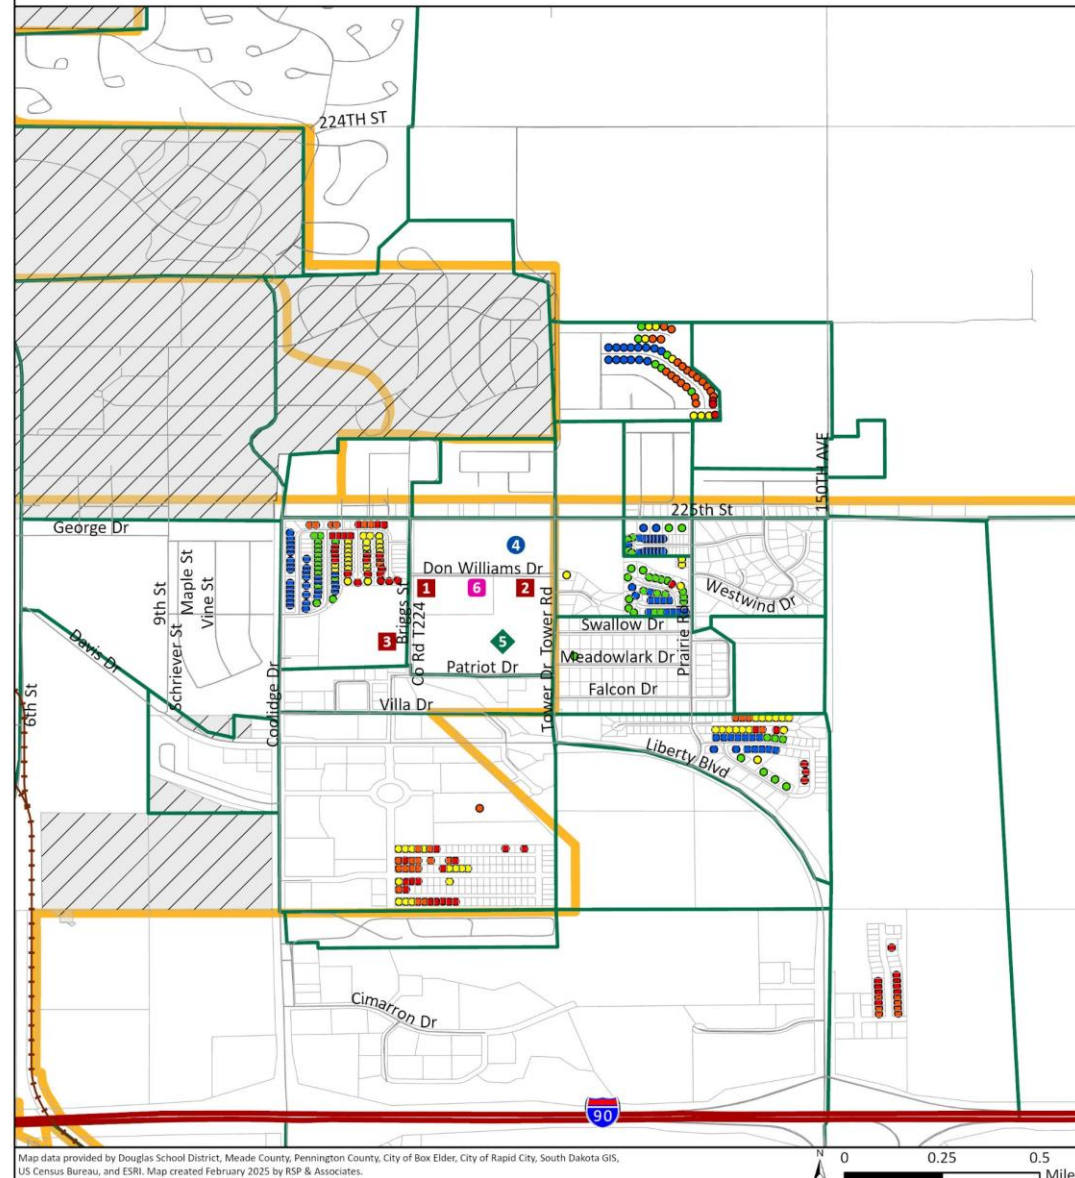 224TH ST
150TH AVE
225th St
George Dr
4
Don Williams Dr
1
6
2
Westwind Dr
9th St
Maple St
Vine St
Briggs St
Co Rd T224
Tower Rd
Swallow Dr
3
5
Prairie Rd
Davis Dr
Schriever St
Meadowlark Dr
Patriot Dr
Falcon Dr
6th St
Coolidge Dr
Villa Dr
Tower Dr
Liberty Blvd
Cimarron Dr
90
Map data provided by Douglas School District, Meade County, Pennington County, City of Box Elder, City of Rapid City, South Dakota GIS,
US Census Bureau, and ESRI. Map created February 2025 by RSP & Associates.
N
0 0.25 0.5
Mile